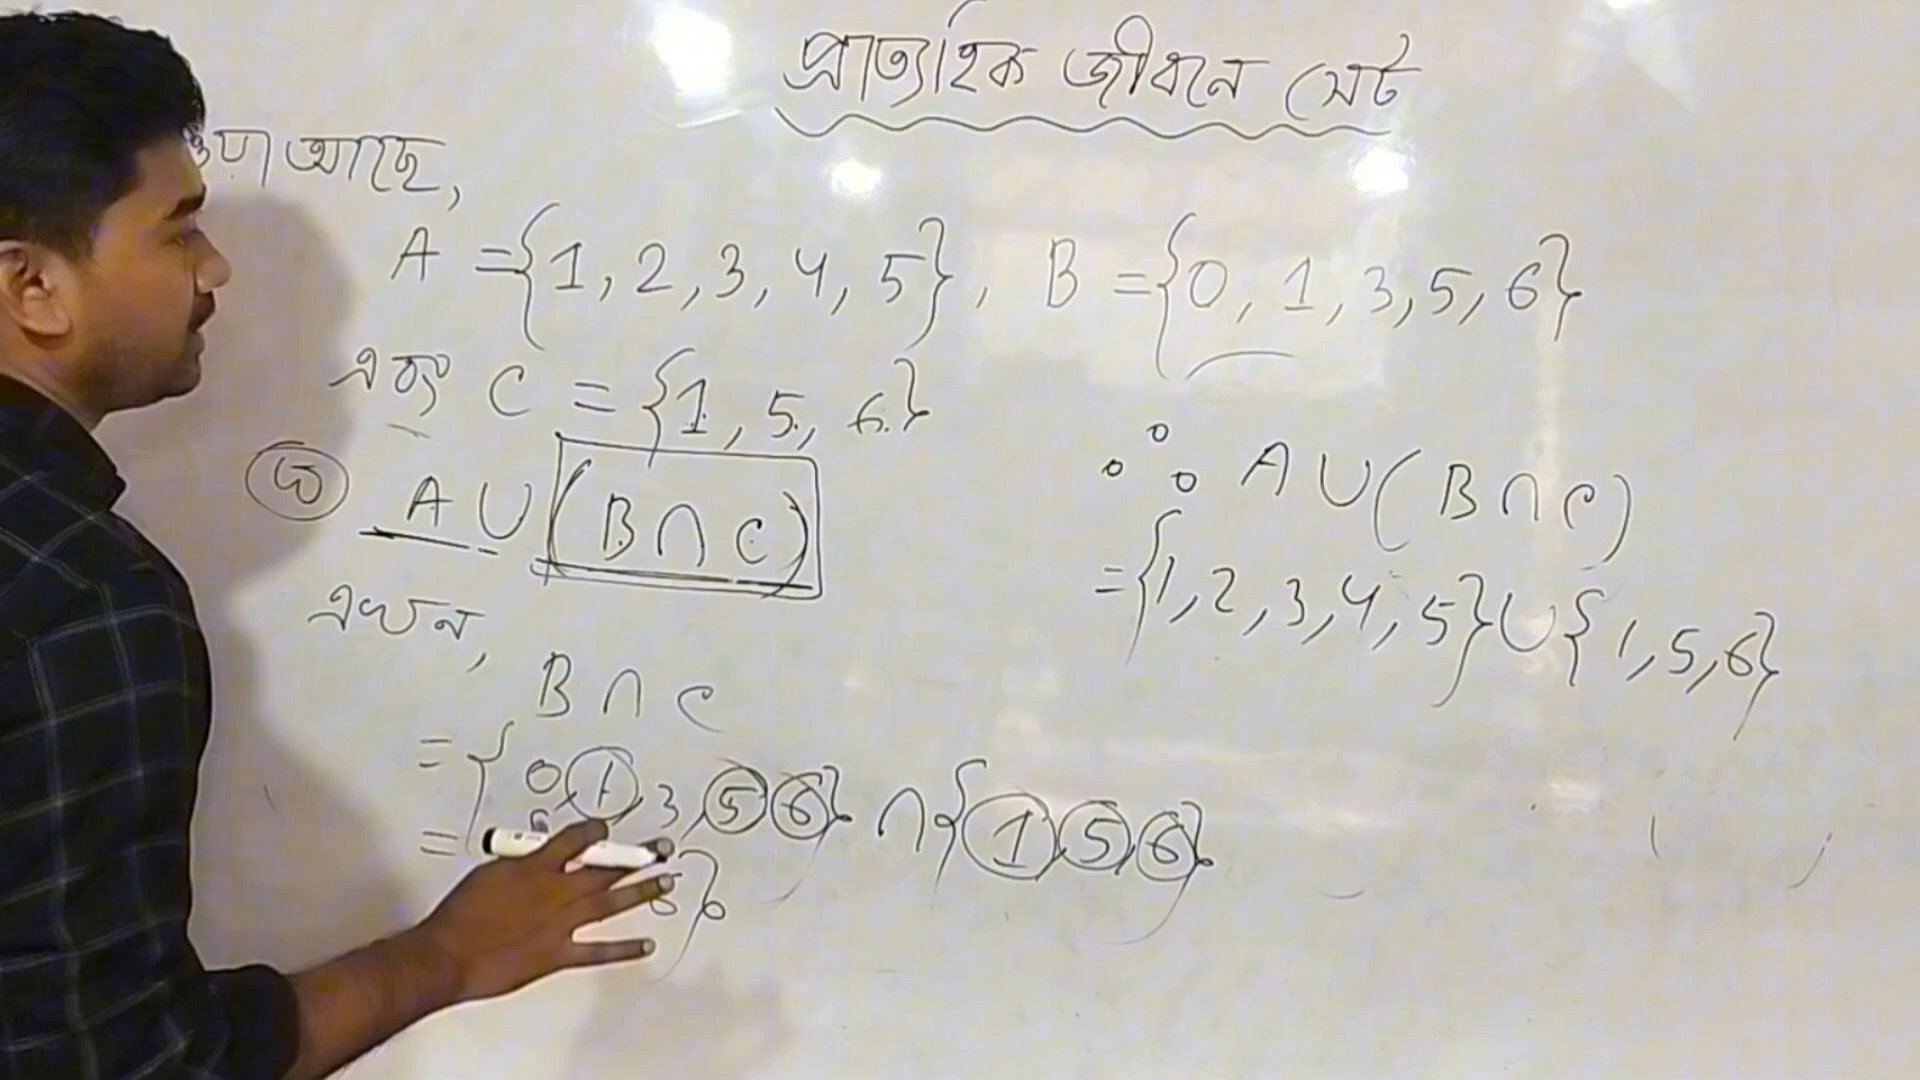 প্রাত্যহিক জীবনে সেট
আছে,
A = {1, 2, 3, 4, 5}, B = {0, 1, 3, 5, 6}
এবং C = {1, 5, 6}
A ∪ (B ∩ C)
এখন,
B ∩ C
= {0, 1, 3, 5, 6} ∩ {1, 5, 6}
=
∴ A ∪ (B ∩ C)
= {1, 2, 3, 4, 5} ∪ {1, 5, 6}